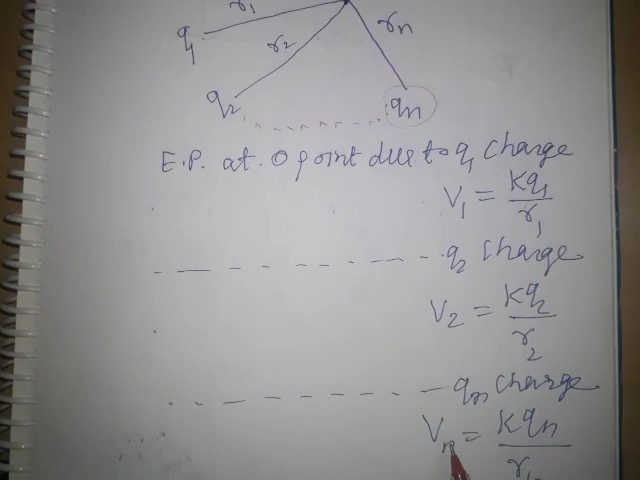 r1
rn
q1
r2
q2
qn
E.P. at O point due to q1 charge
V1 = Kq1/r1
q2 charge
V2 = Kq2/r2
qn charge
Vn = Kqn/r